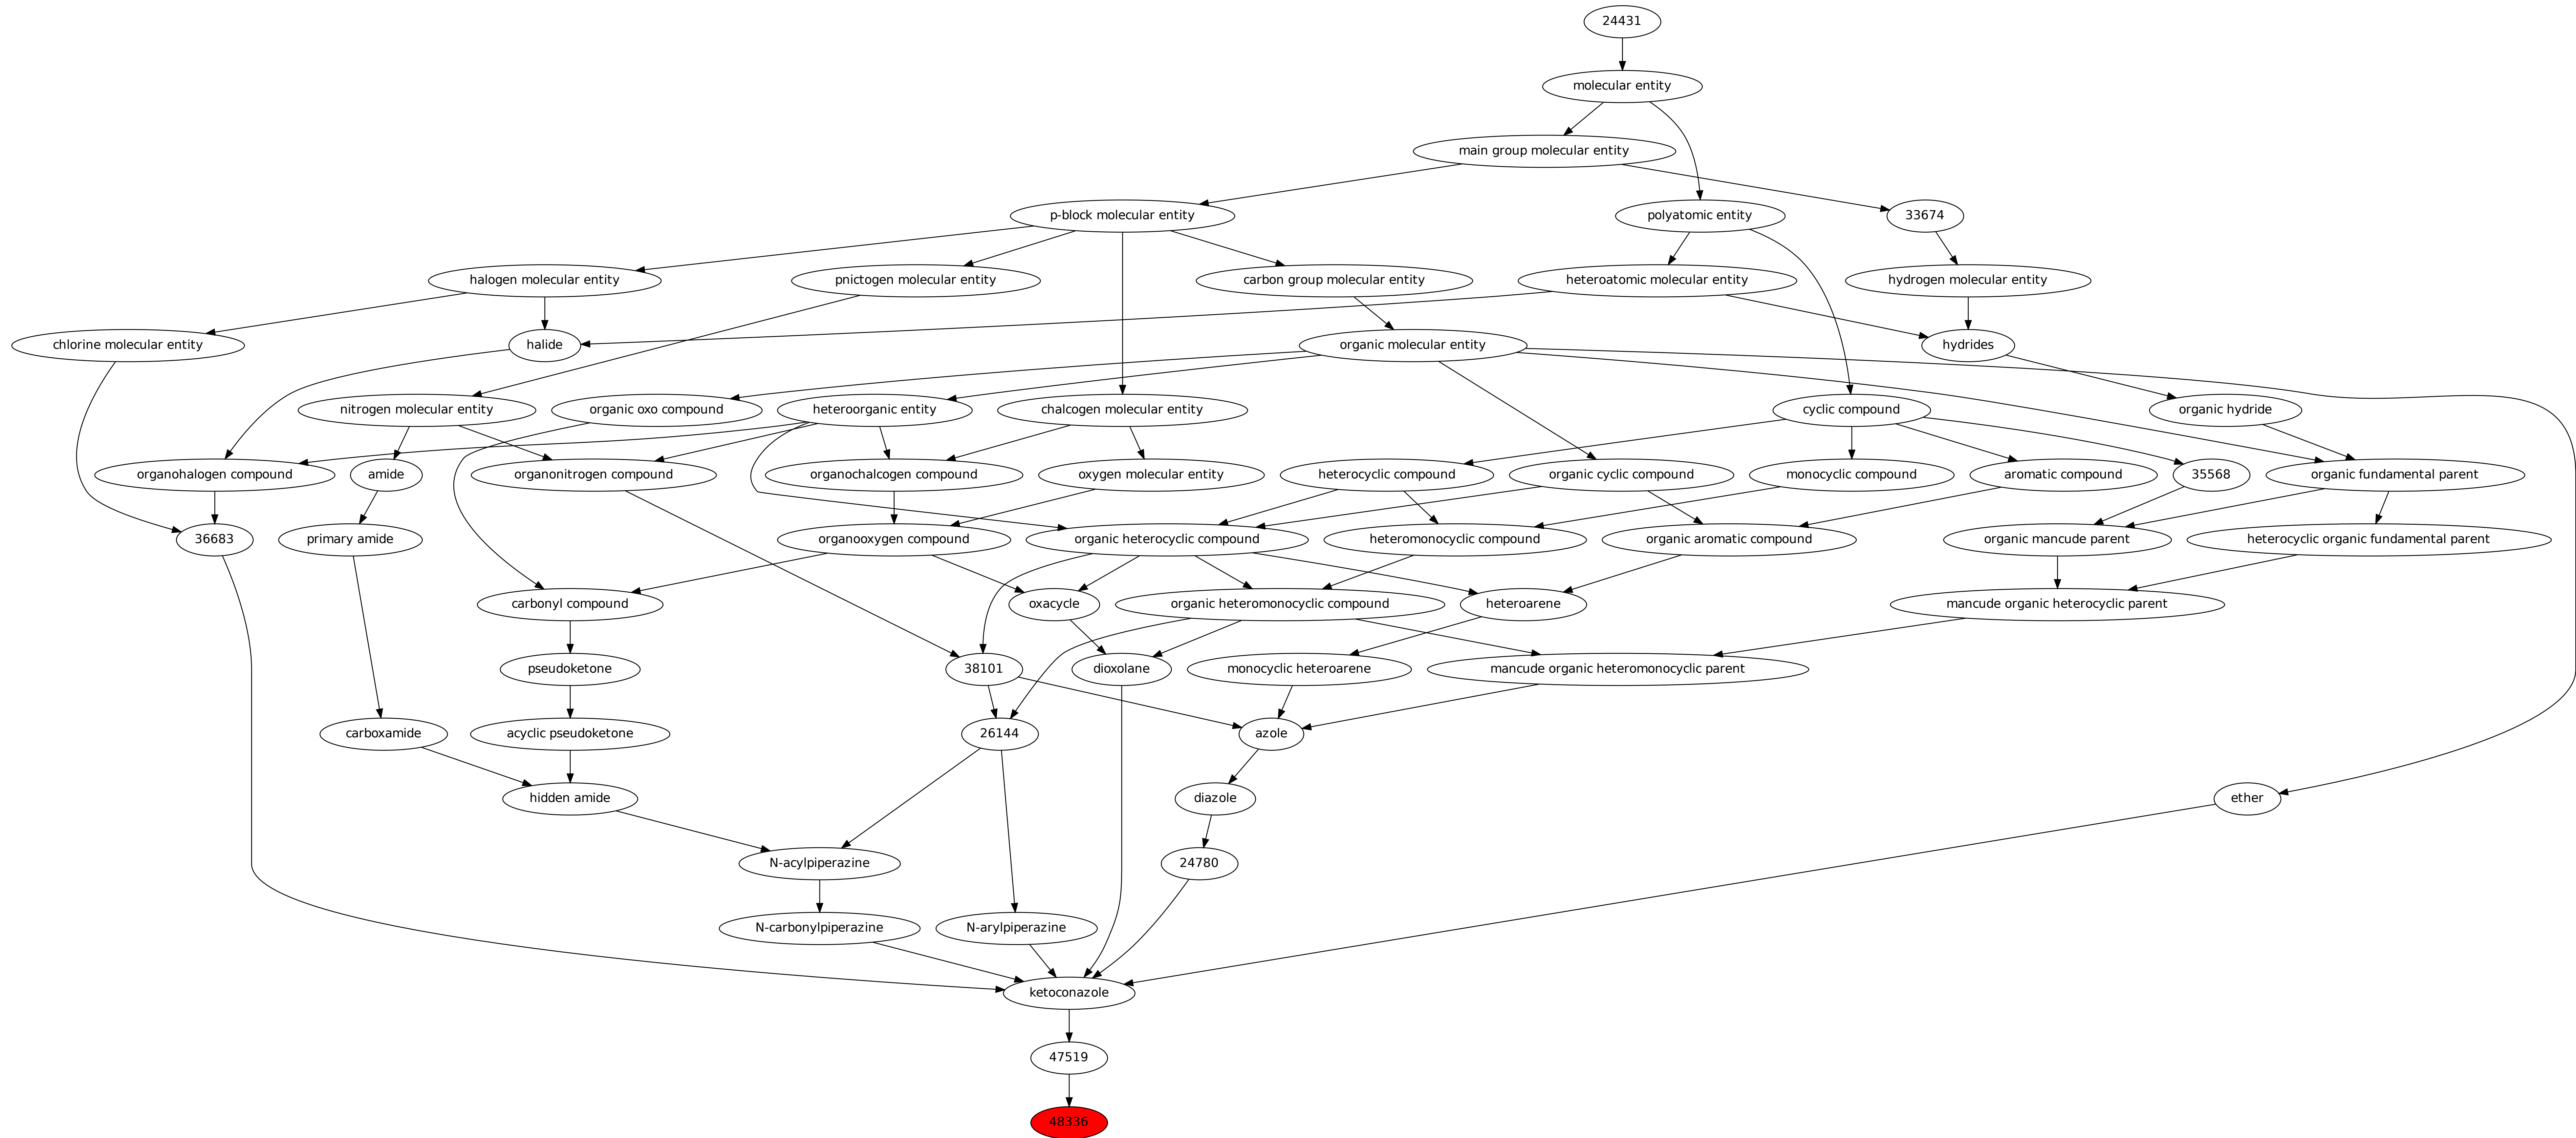 24431
molecular entity
main group molecular entity
p-block molecular entity
polyatomic entity
33674
halogen molecular entity
pnictogen molecular entity
carbon group molecular entity
heteroatomic molecular entity
hydrogen molecular entity
chlorine molecular entity
halide
organic molecular entity
hydrides
nitrogen molecular entity
organic oxo compound
heteroorganic entity
chalcogen molecular entity
cyclic compound
organic hydride
organohalogen compound
amide
organonitrogen compound
organochalcogen compound
oxygen molecular entity
heterocyclic compound
organic cyclic compound
monocyclic compound
aromatic compound
35568
organic fundamental parent
36683
primary amide
organooxygen compound
organic heterocyclic compound
heteromonocyclic compound
organic aromatic compound
organic mancude parent
heterocyclic organic fundamental parent
carbonyl compound
oxacycle
organic heteromonocyclic compound
heteroarene
mancude organic heterocyclic parent
pseudoketone
38101
dioxolane
monocyclic heteroarene
mancude organic heteromonocyclic parent
carboxamide
acyclic pseudoketone
26144
azole
hidden amide
diazole
ether
N-acylpiperazine
24780
N-carbonylpiperazine
N-arylpiperazine
ketoconazole
47519
48336